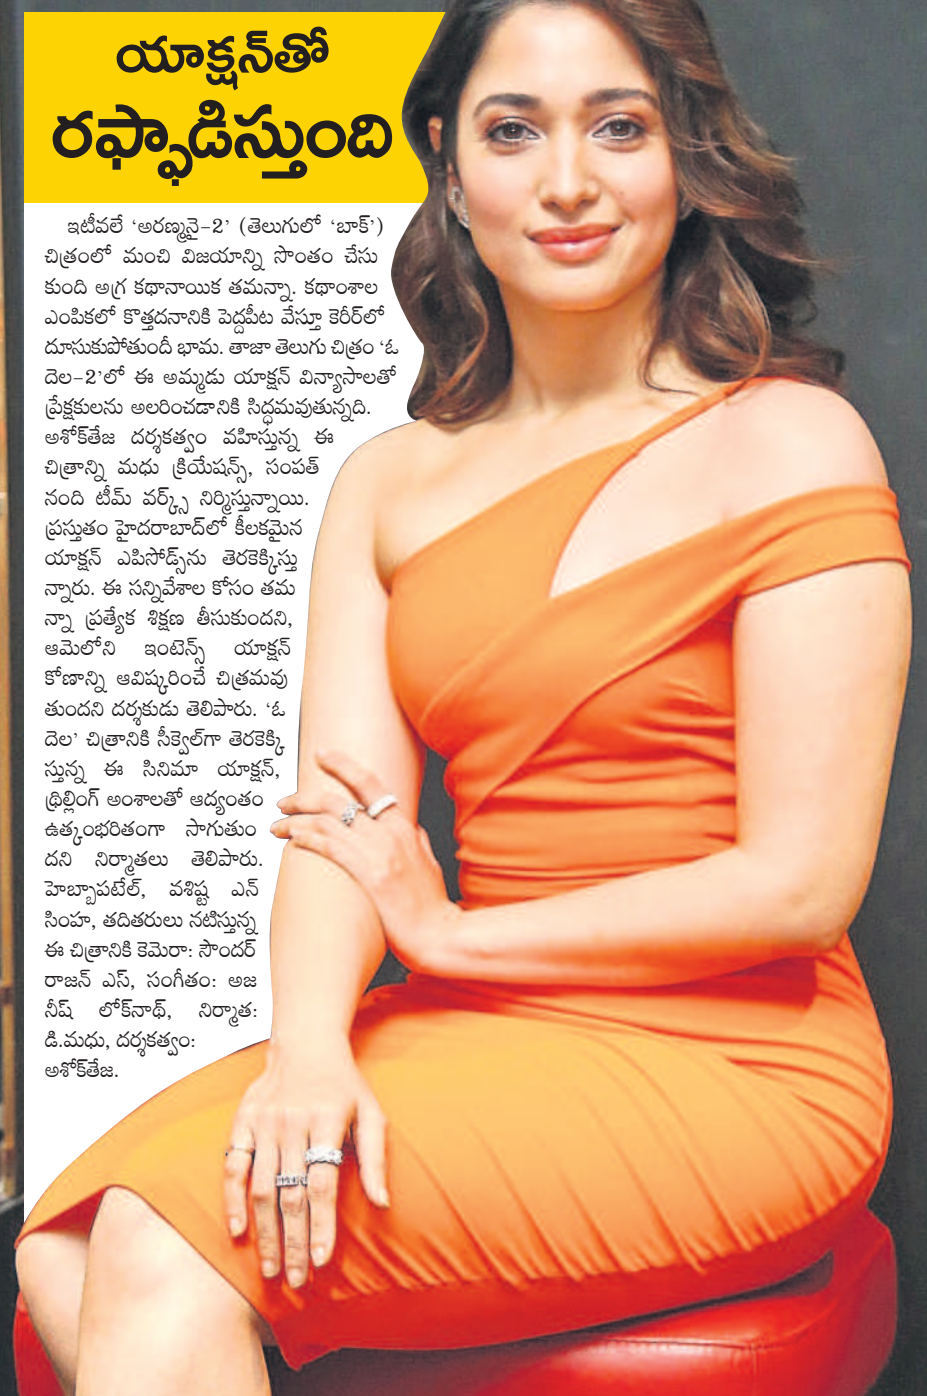 యాక్షన్‌తో
రఫ్ఫాడిస్తుంది
ఇటీవలే ‘అరణ్మనై-2’ (తెలుగులో ‘బాక్’)
చిత్రంలో మంచి విజయాన్ని సొంతం చేసు
కుంది అగ్ర కథానాయిక తమన్నా. కథాంశాల
ఎంపికలో కొత్తదనానికి పెద్దపీట వేస్తూ కెరీర్‌లో
దూసుకుపోతుందీ భామ. తాజా తెలుగు చిత్రం ‘ఓ
దెల-2’లో ఈ అమ్మడు యాక్షన్ విన్యాసాలతో
ప్రేక్షకులను అలరించడానికి సిద్ధమవుతున్నది.
అశోక్‌తేజ దర్శకత్వం వహిస్తున్న ఈ
చిత్రాన్ని మధు క్రియేషన్స్, సంపత్
నంది టీమ్ వర్క్స్ నిర్మిస్తున్నాయి.
ప్రస్తుతం హైదరాబాద్‌లో కీలకమైన
యాక్షన్ ఎపిసోడ్స్‌ను తెరకెక్కిస్తు
న్నారు. ఈ సన్నివేశాల కోసం తమ
న్నా ప్రత్యేక శిక్షణ తీసుకుందని,
ఆమెలోని ఇంటెన్స్ యాక్షన్
కోణాన్ని ఆవిష్కరించే చిత్రమవు
తుందని దర్శకుడు తెలిపారు. ‘ఓ
దెల’ చిత్రానికి సీక్వెల్‌గా తెరకెక్కి
స్తున్న ఈ సినిమా యాక్షన్,
థ్రిల్లింగ్ అంశాలతో ఆద్యంతం
ఉత్కంభరితంగా సాగుతుం
దని నిర్మాతలు తెలిపారు.
హెబ్బాపటేల్, వశిష్ట ఎన్
సింహ, తదితరులు నటిస్తున్న
ఈ చిత్రానికి కెమెరా: సౌందర్
రాజన్ ఎస్, సంగీతం: అజ
నీష్ లోక్‌నాథ్, నిర్మాత:
డి.మధు, దర్శకత్వం:
అశోక్‌తేజ.